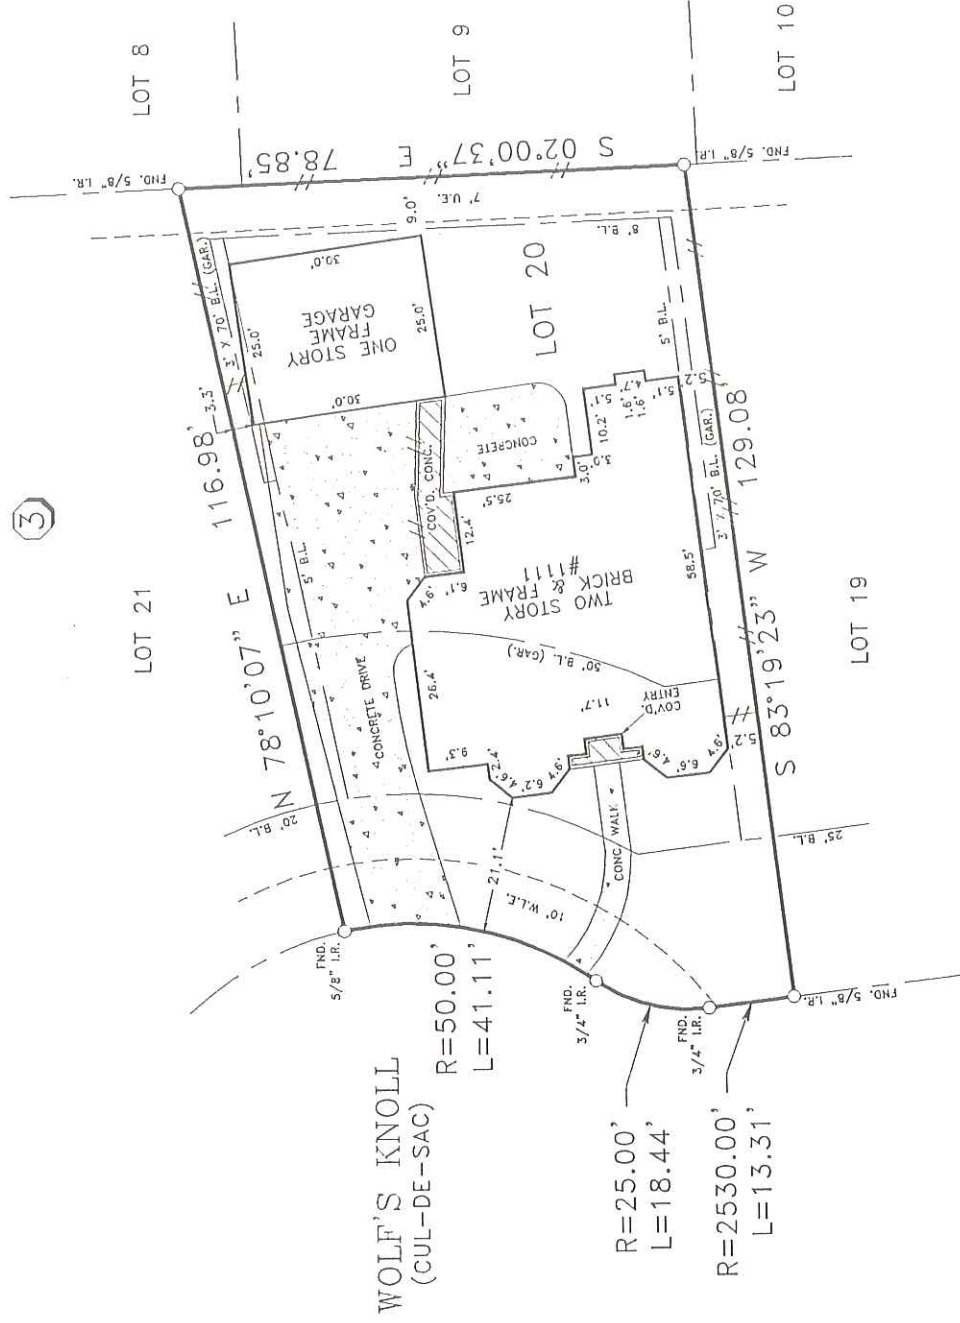 LOT 8
LOT 9
LOT 10
FND. 5/8" I.R.
S 02°00'37" E 78.85'
FND. 5/8" I.R.
7' U.E.
9.0'
8' B.L.
3
LOT 21
N 78°10'07" E 116.98'
3.3'
3' X 70' B.L. (GAR.)
25.0'
30.0'
ONE STORY
FRAME
GARAGE
30.0'
25.0'
LOT 20
5' B.L.
5' B.L.
CONCRETE
COV'D. CONC.
25.5'
12.4'
6.1'
4.6'
3.0'
3.0'
10.2'
5.1'
1.6'
4.7'
1.6'
5.1'
5.2'
TWO STORY
BRICK & FRAME
#1111
58.5'
3' X 70' B.L. (GAR.)
S 83°19'23" W 129.08
LOT 19
50' B.L. (GAR.)
CONCRETE DRIVE
26.4'
9.3'
2.4'
4.6'
6.2'
4.6'
11.7'
COV'D.
ENTRY
4.6'
6.6'
4.6'
5.2'
20' B.L.
25' B.L.
21.1'
CONC. WALK
10' W.L.E.
FND.
5/8" I.R.
FND.
3/4" I.R.
FND.
3/4" I.R.
FND. 5/8" I.R.
R=50.00'
L=41.11'
WOLF'S KNOLL
(CUL-DE-SAC)
R=25.00'
L=18.44'
R=2530.00'
L=13.31'